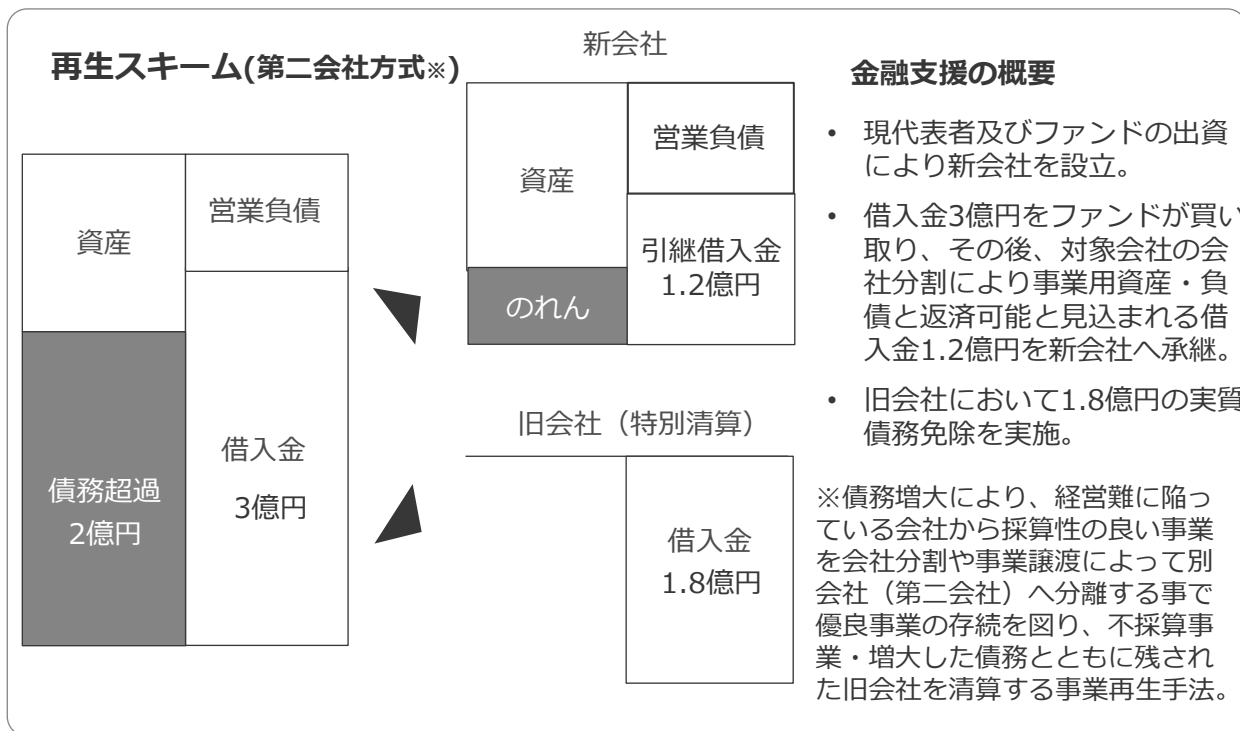 再生スキーム(第二会社方式※)
資産
営業負債
債務超過
2億円
借入金
3億円
新会社
資産
営業負債
のれん
引継借入金
1.2億円
旧会社（特別清算）
借入金
1.8億円
金融支援の概要
• 現代表者及びファンドの出資
により新会社を設立。
• 借入金3億円をファンドが買い
取り、その後、対象会社の会
社分割により事業用資産・負
債と返済可能と見込まれる借
入金1.2億円を新会社へ承継。
• 旧会社において1.8億円の実質
債務免除を実施。
※債務増大により、経営難に陥っ
ている会社から採算性の良い事業
を会社分割や事業譲渡によって別
会社（第二会社）へ分離する事で
優良事業の存続を図り、不採算事
業・増大した債務とともに残され
た旧会社を清算する事業再生手法。